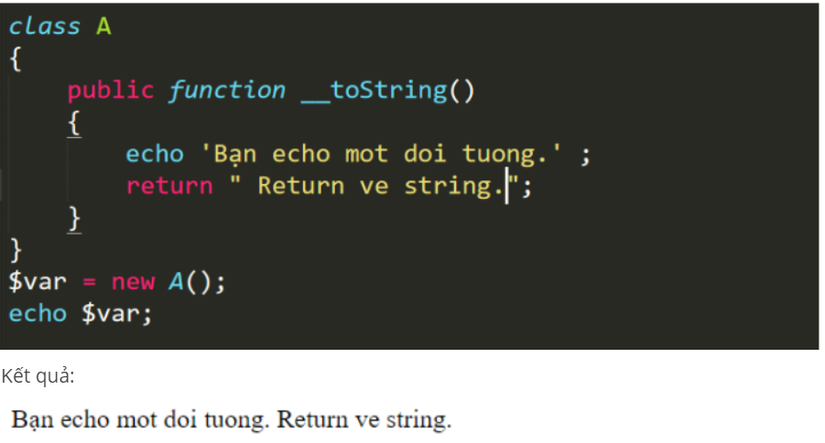 class A
{
    public function __toString()
    {
        echo 'Bạn echo mot doi tuong.' ;
        return " Return ve string.";
    }
}
$var = new A();
echo $var;
Kết quả:
Bạn echo mot doi tuong. Return ve string.